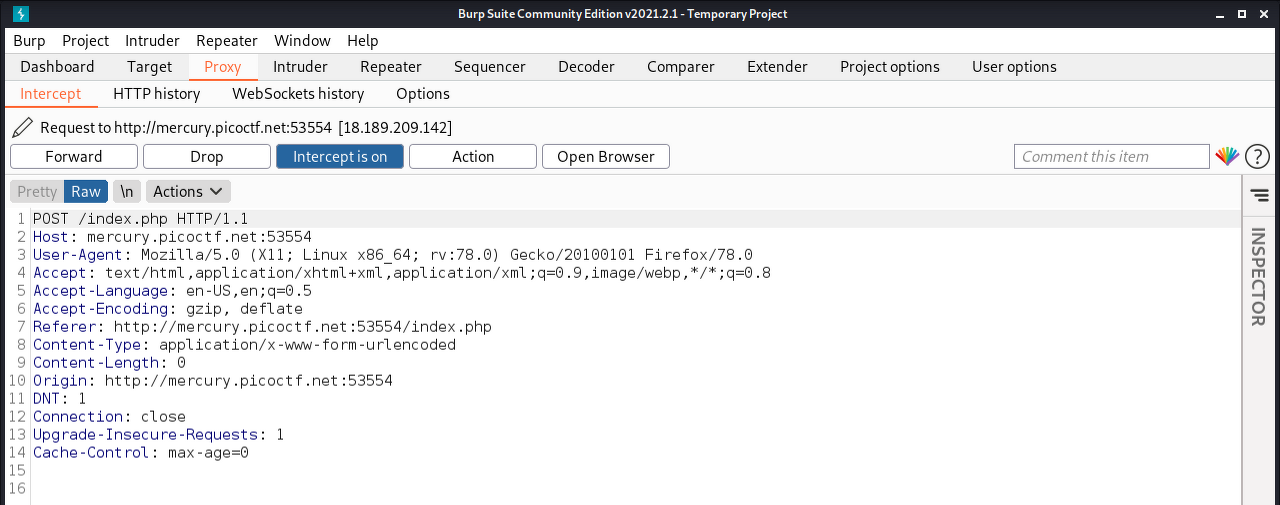 Burp Suite Community Edition v2021.2.1 - Temporary Project
Burp Project Intruder Repeater Window Help
Dashboard Target Proxy Intruder Repeater Sequencer Decoder Comparer Extender Project options User options
Intercept HTTP history WebSockets history Options
Request to http://mercury.picoctf.net:53554 [18.189.209.142]
Forward Drop Intercept is on Action Open Browser Comment this item ?
Pretty Raw \n Actions
INSPECTOR
1 POST /index.php HTTP/1.1
2 Host: mercury.picoctf.net:53554
3 User-Agent: Mozilla/5.0 (X11; Linux x86_64; rv:78.0) Gecko/20100101 Firefox/78.0
4 Accept: text/html,application/xhtml+xml,application/xml;q=0.9,image/webp,*/*;q=0.8
5 Accept-Language: en-US,en;q=0.5
6 Accept-Encoding: gzip, deflate
7 Referer: http://mercury.picoctf.net:53554/index.php
8 Content-Type: application/x-www-form-urlencoded
9 Content-Length: 0
10 Origin: http://mercury.picoctf.net:53554
11 DNT: 1
12 Connection: close
13 Upgrade-Insecure-Requests: 1
14 Cache-Control: max-age=0
15
16